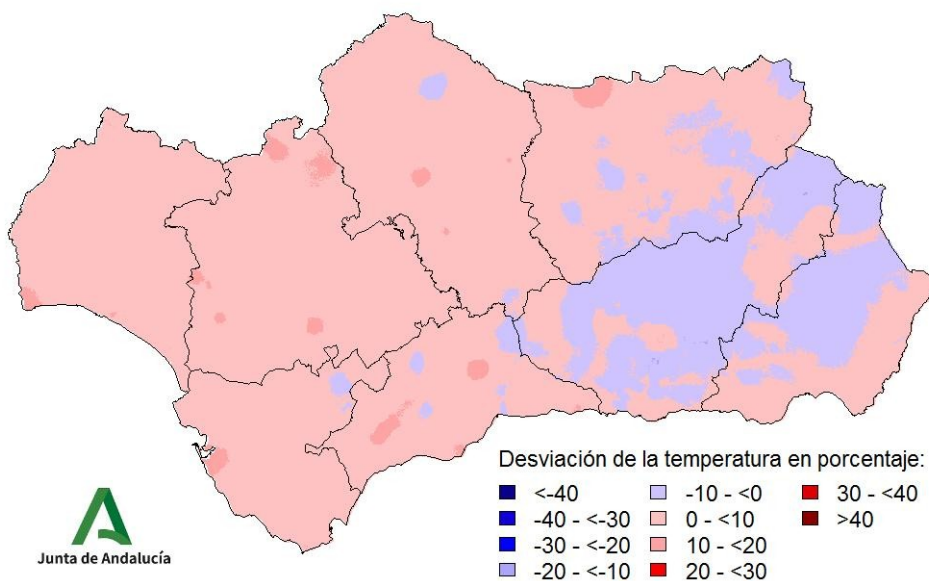 Desviación de la temperatura en porcentaje:
<-40
-40 - <-30
-30 - <-20
-20 - <-10
-10 - <0
0 - <10
10 - <20
20 - <30
30 - <40
>40
Junta de Andalucía